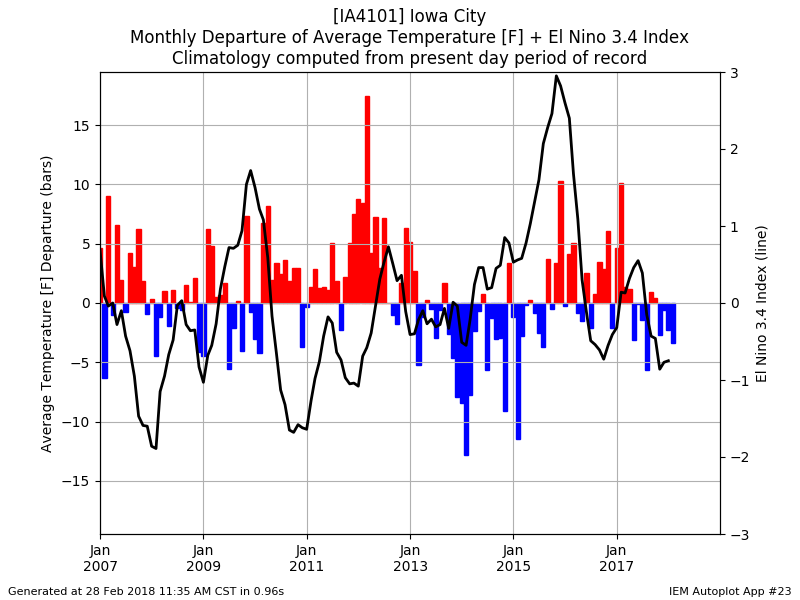 [IA4101] Iowa City
Monthly Departure of Average Temperature [F] + El Nino 3.4 Index
Climatology computed from present day period of record
Average Temperature [F] Departure (bars)
15
10
5
0
−5
−10
−15
3
2
1
0
−1
−2
−3
El Nino 3.4 Index (line)
Jan
2007
Jan
2009
Jan
2011
Jan
2013
Jan
2015
Jan
2017
Generated at 28 Feb 2018 11:35 AM CST in 0.96s
IEM Autoplot App #23